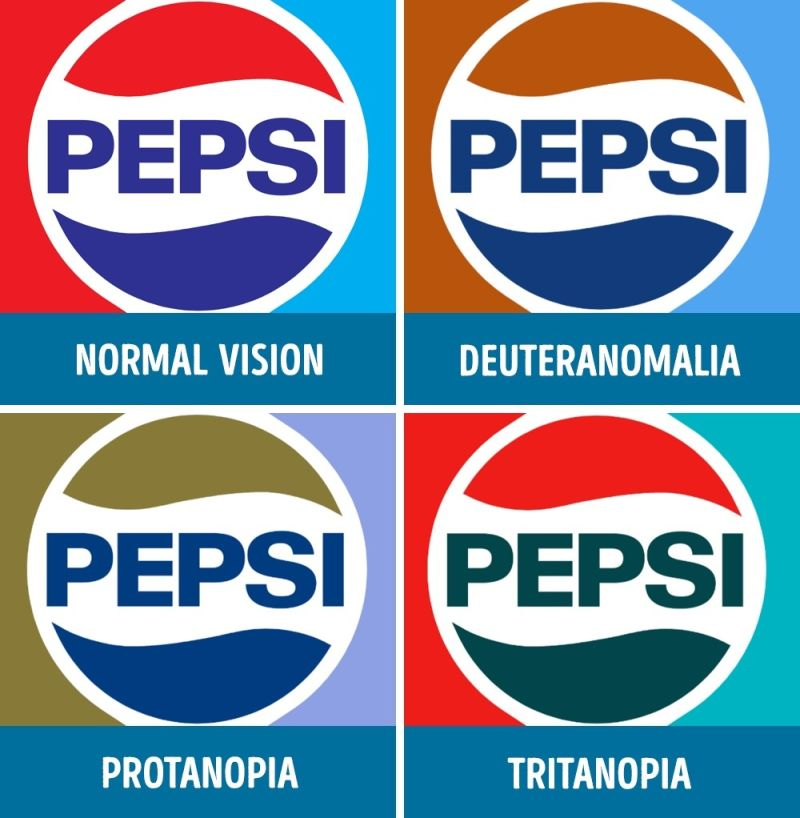 PEPSI
PEPSI
NORMAL VISION
DEUTERANOMALIA
PEPSI
PEPSI
PROTANOPIA
TRITANOPIA